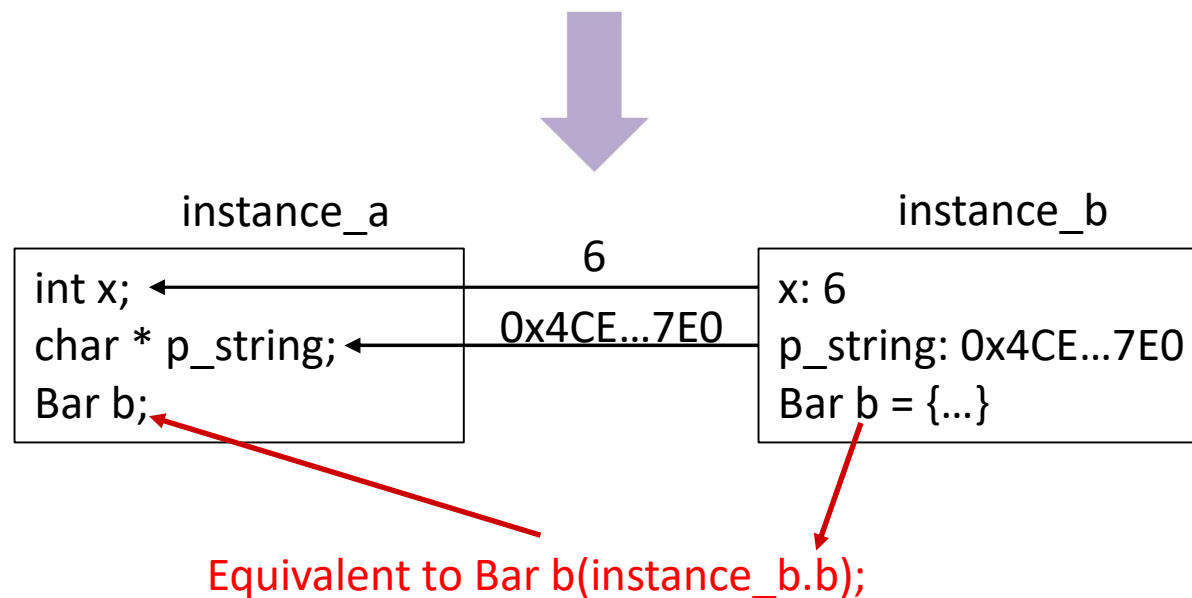 instance_a
instance_b
6
int x;
x: 6
0x4CE...7E0
char * p_string;
p_string: 0x4CE...7E0
Bar b;
Bar b = {...}
Equivalent to Bar b(instance_b.b);